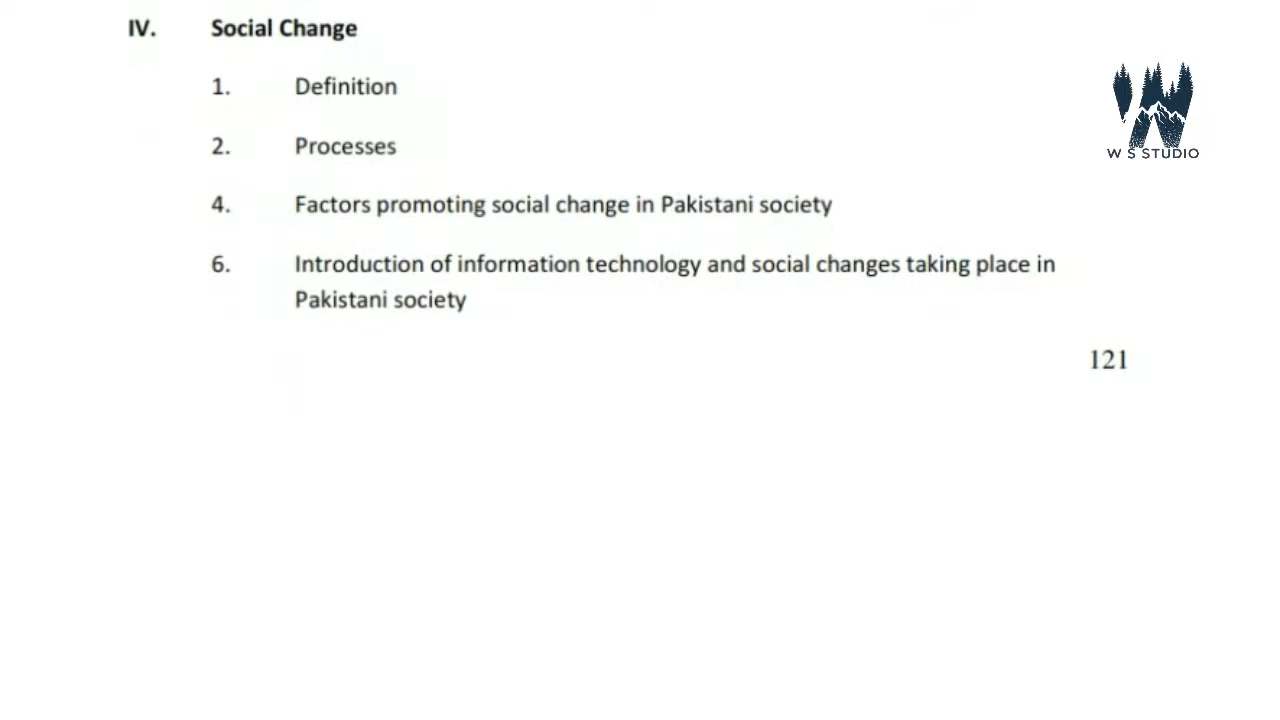 IV. Social Change
1. Definition
W S STUDIO
2. Processes
4. Factors promoting social change in Pakistani society
6. Introduction of information technology and social changes taking place in
Pakistani society
121